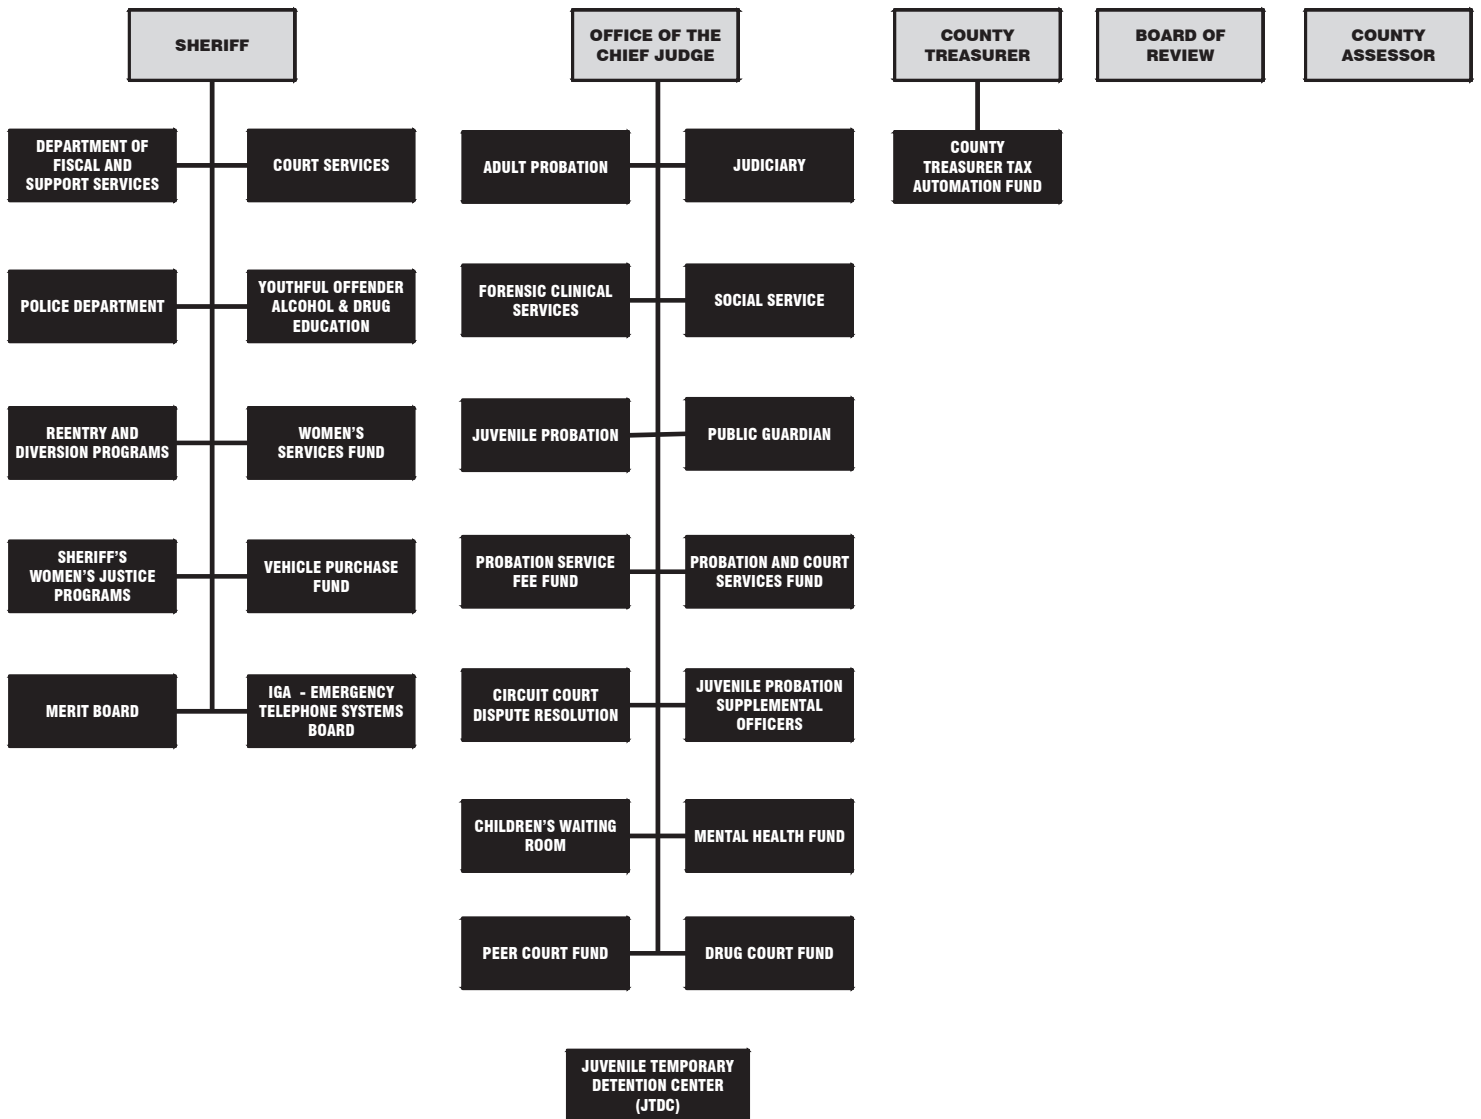 SHERIFF
OFFICE OF THE
CHIEF JUDGE
COUNTY
TREASURER
BOARD OF
REVIEW
COUNTY
ASSESSOR
DEPARTMENT OF
FISCAL AND
SUPPORT SERVICES
COURT SERVICES
POLICE DEPARTMENT
YOUTHFUL OFFENDER
ALCOHOL & DRUG
EDUCATION
REENTRY AND
DIVERSION PROGRAMS
WOMEN'S
SERVICES FUND
SHERIFF'S
WOMEN'S JUSTICE
PROGRAMS
VEHICLE PURCHASE
FUND
MERIT BOARD
IGA - EMERGENCY
TELEPHONE SYSTEMS
BOARD
ADULT PROBATION
JUDICIARY
FORENSIC CLINICAL
SERVICES
SOCIAL SERVICE
JUVENILE PROBATION
PUBLIC GUARDIAN
PROBATION SERVICE
FEE FUND
PROBATION AND COURT
SERVICES FUND
CIRCUIT COURT
DISPUTE RESOLUTION
JUVENILE PROBATION
SUPPLEMENTAL
OFFICERS
CHILDREN'S WAITING
ROOM
MENTAL HEALTH FUND
PEER COURT FUND
DRUG COURT FUND
JUVENILE TEMPORARY
DETENTION CENTER
(JTDC)
COUNTY
TREASURER TAX
AUTOMATION FUND